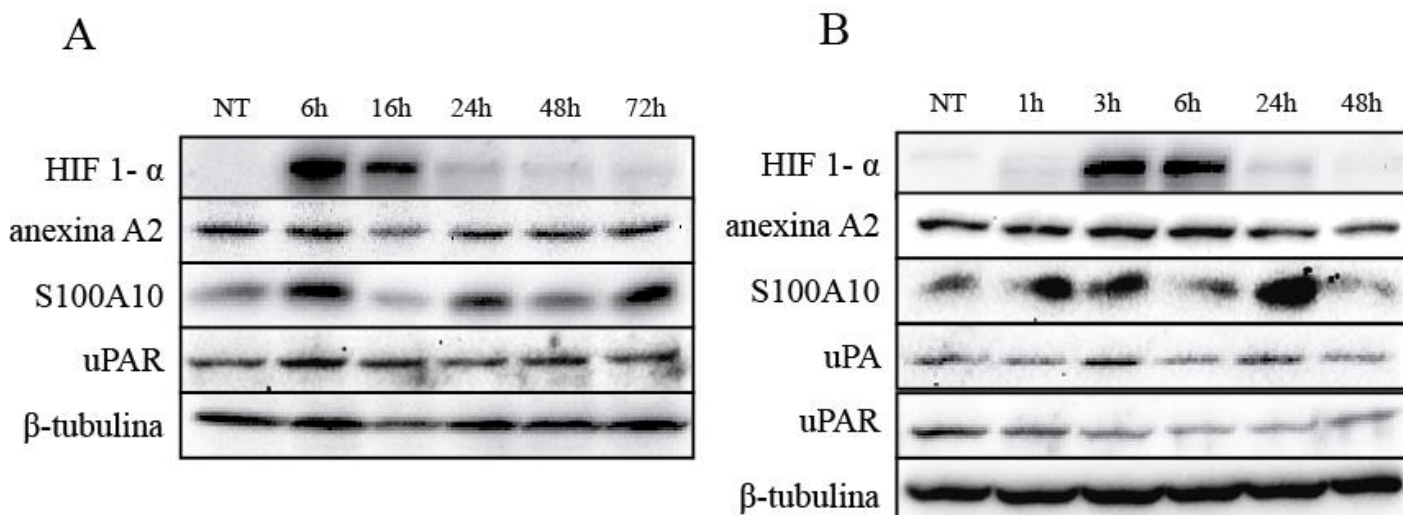 A
NT 6h 16h 24h 48h 72h
HIF 1- α
anexina A2
S100A10
uPAR
β-tubulina
B
NT 1h 3h 6h 24h 48h
HIF 1- α
anexina A2
S100A10
uPA
uPAR
β-tubulina